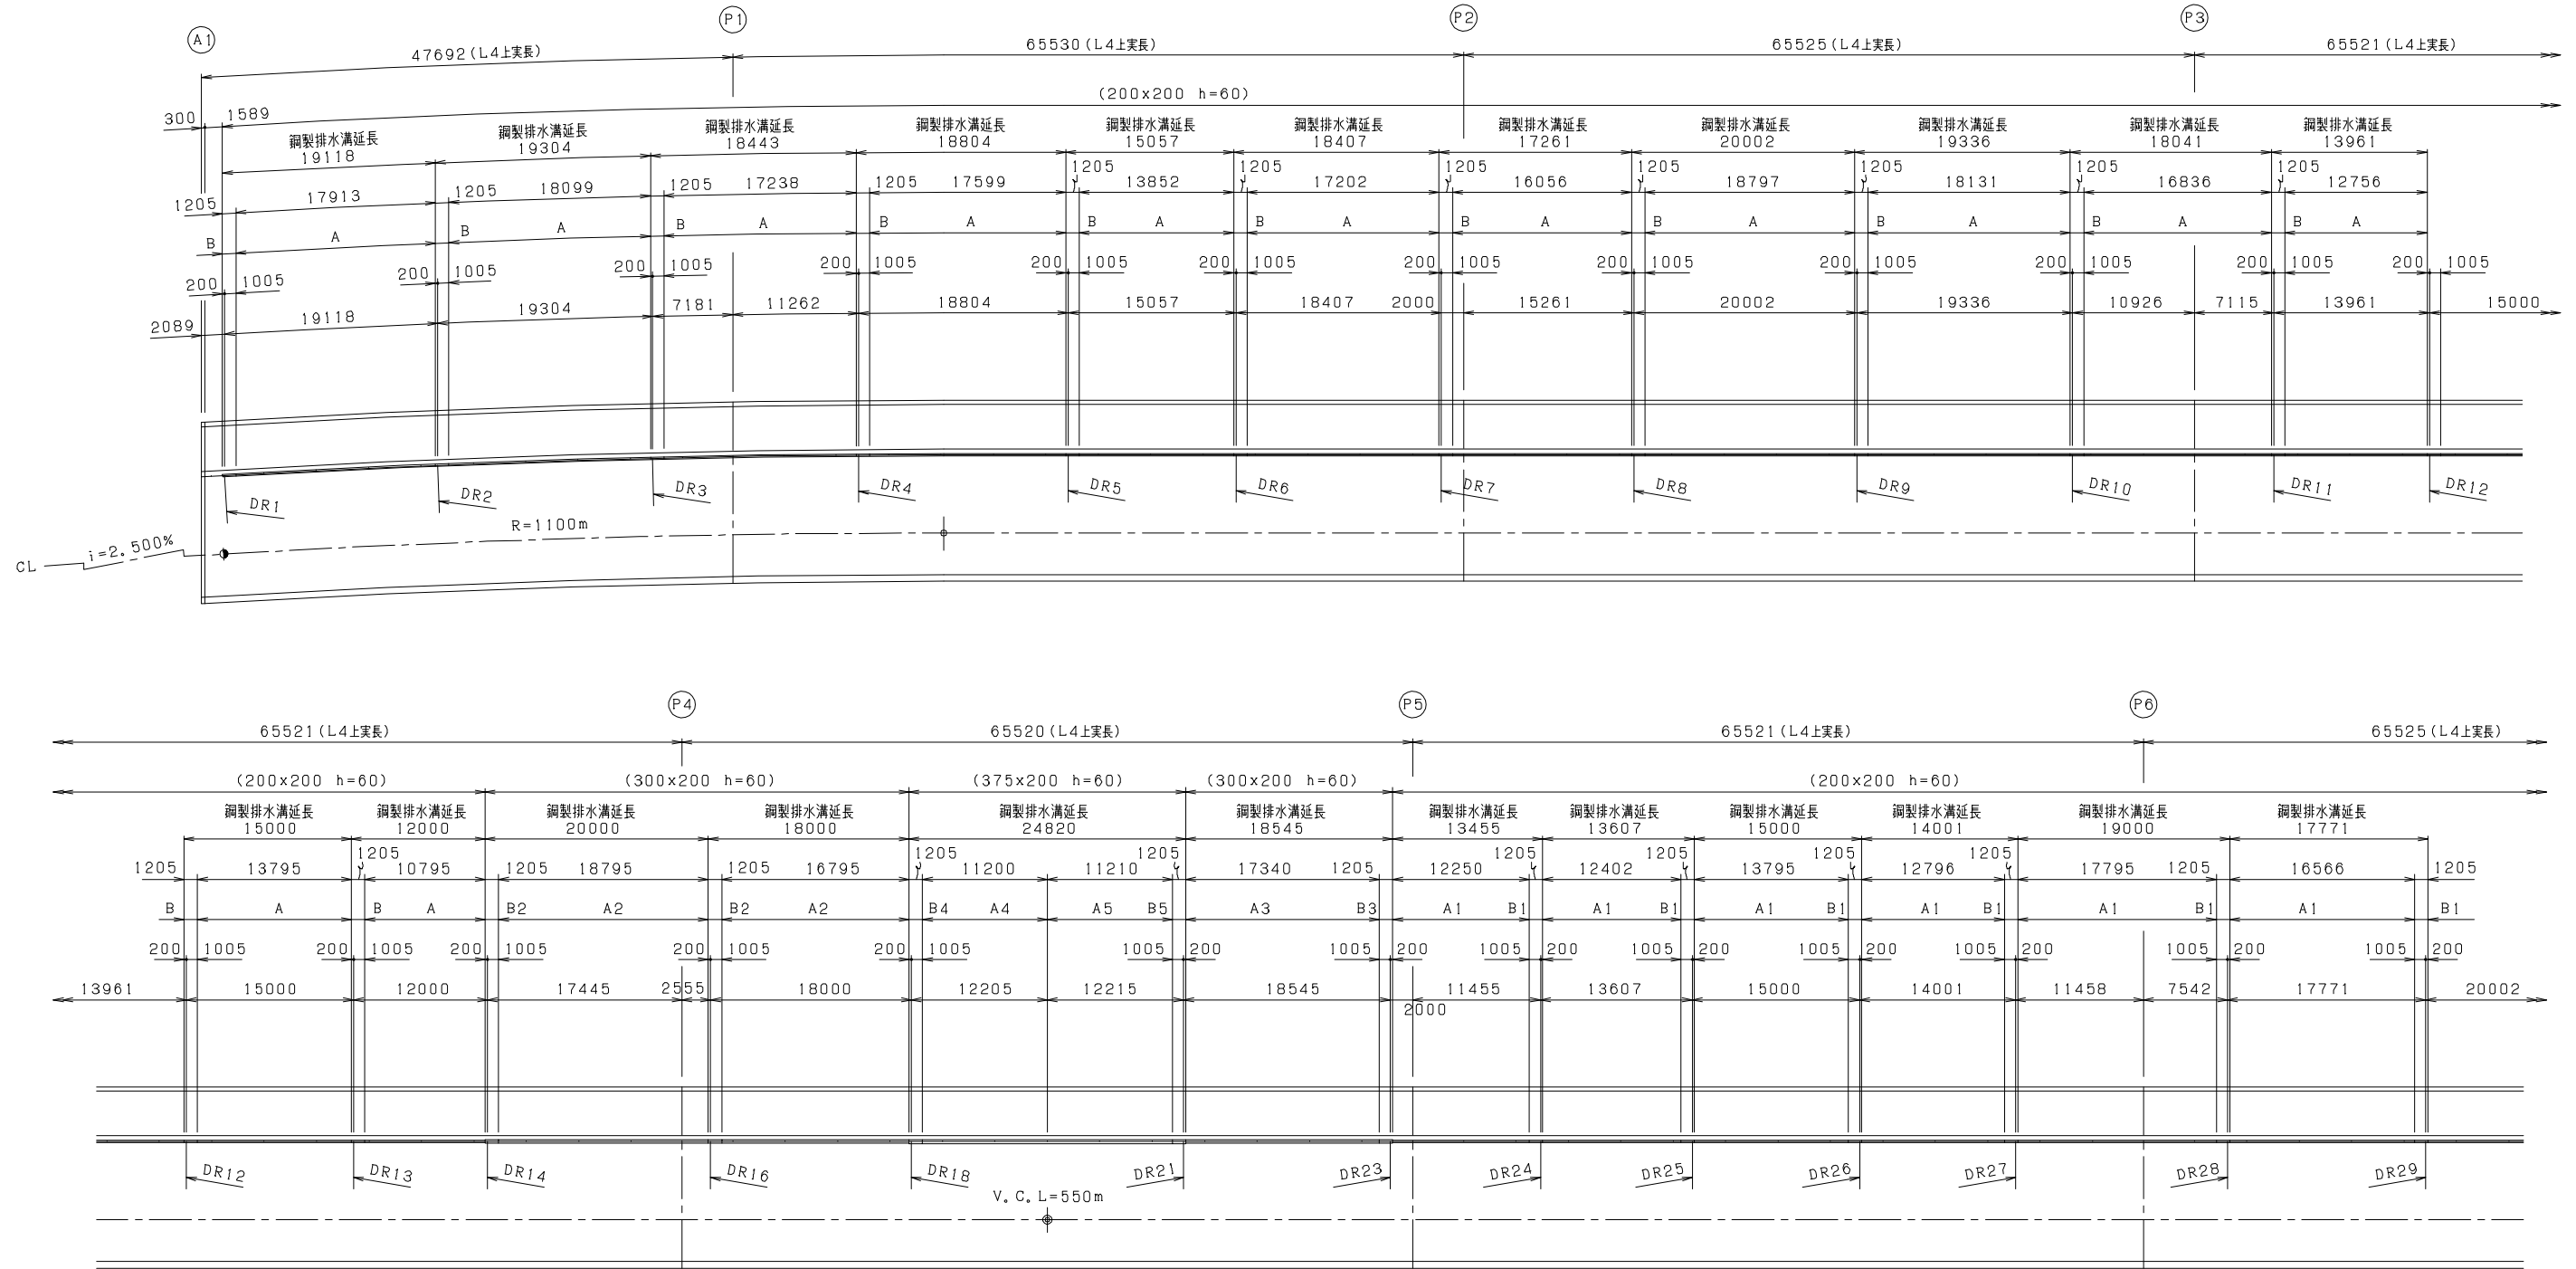 A1 P1 P2 P3
47692(L4上実長) 65530(L4上実長) 65525(L4上実長) 65521(L4上実長)
(200x200 h=60)
300 1589
鋼製排水溝延長 鋼製排水溝延長 鋼製排水溝延長 鋼製排水溝延長 鋼製排水溝延長 鋼製排水溝延長 鋼製排水溝延長 鋼製排水溝延長 鋼製排水溝延長 鋼製排水溝延長 鋼製排水溝延長
19118 19304 18443 18804 15057 18407 17261 20002 19336 18041 13961
1205 17913 1205 18099 1205 17238 1205 17599 1205 13852 1205 17202 1205 16056 1205 18797 1205 18131 1205 16836 1205 12756
B A B A B A B A B A B A B A B A B A B A B A
200 1005 200 1005 200 1005 200 1005 200 1005 200 1005 200 1005 200 1005 200 1005 200 1005 200 1005 200 1005
2089 19118 19304 7181 11262 18804 15057 18407 2000 15261 20002 19336 10926 7115 13961 15000
DR1 DR2 DR3 DR4 DR5 DR6 DR7 DR8 DR9 DR10 DR11 DR12
R=1100m
CL i=2.500%
P4 P5 P6
65521(L4上実長) 65520(L4上実長) 65521(L4上実長) 65525(L4上実長)
(200x200 h=60) (300x200 h=60) (375x200 h=60) (300x200 h=60) (200x200 h=60)
鋼製排水溝延長 鋼製排水溝延長 鋼製排水溝延長 鋼製排水溝延長 鋼製排水溝延長 鋼製排水溝延長 鋼製排水溝延長 鋼製排水溝延長 鋼製排水溝延長 鋼製排水溝延長 鋼製排水溝延長 鋼製排水溝延長
15000 12000 20000 18000 24820 18545 13455 13607 15000 14001 19000 17771
1205 13795 1205 10795 1205 18795 1205 16795 1205 11200 11210 1205 17340 1205 12250 1205 12402 1205 13795 1205 12796 1205 17795 1205 16566 1205
B A B A B2 A2 B2 A2 B4 A4 A5 B5 A3 B3 A1 B1 A1 B1 A1 B1 A1 B1 A1 B1 A1 B1
200 1005 200 1005 200 1005 200 1005 200 1005 1005 200 1005 200 1005 200 1005 200 1005 200 1005 200 1005 200 1005 200
13961 15000 12000 17445 2555 18000 12205 12215 18545 2000 11455 13607 15000 14001 11458 7542 17771 20002
DR12 DR13 DR14 DR16 DR18 DR21 DR23 DR24 DR25 DR26 DR27 DR28 DR29
V.C.L=550m